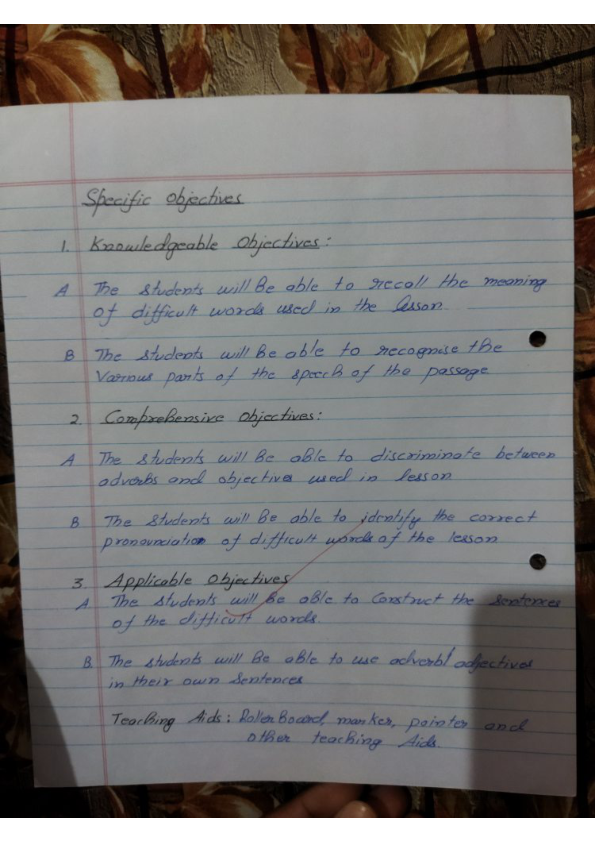 Specific Objectives
1. Knowledgeable Objectives:
A The students will Be able to recall the meaning
of difficult words used in the lesson.
B The students will be able to recognise the
Various parts of the speech of the passage
2. Comprehensive Objectives:
A The students will Be able to discriminate between
adverbs and objective used in lesson
B. The students will be able to identify the correct
pronounciation of difficult words of the lesson
3. Applicable Objectives
A. The students will be able to Construct the sentences
of the difficult words.
B. The students will Be able to use adverb/ adjectives
in their own sentences
Teaching Aids: Roller Board, marker, pointer and
other teaching Aids.